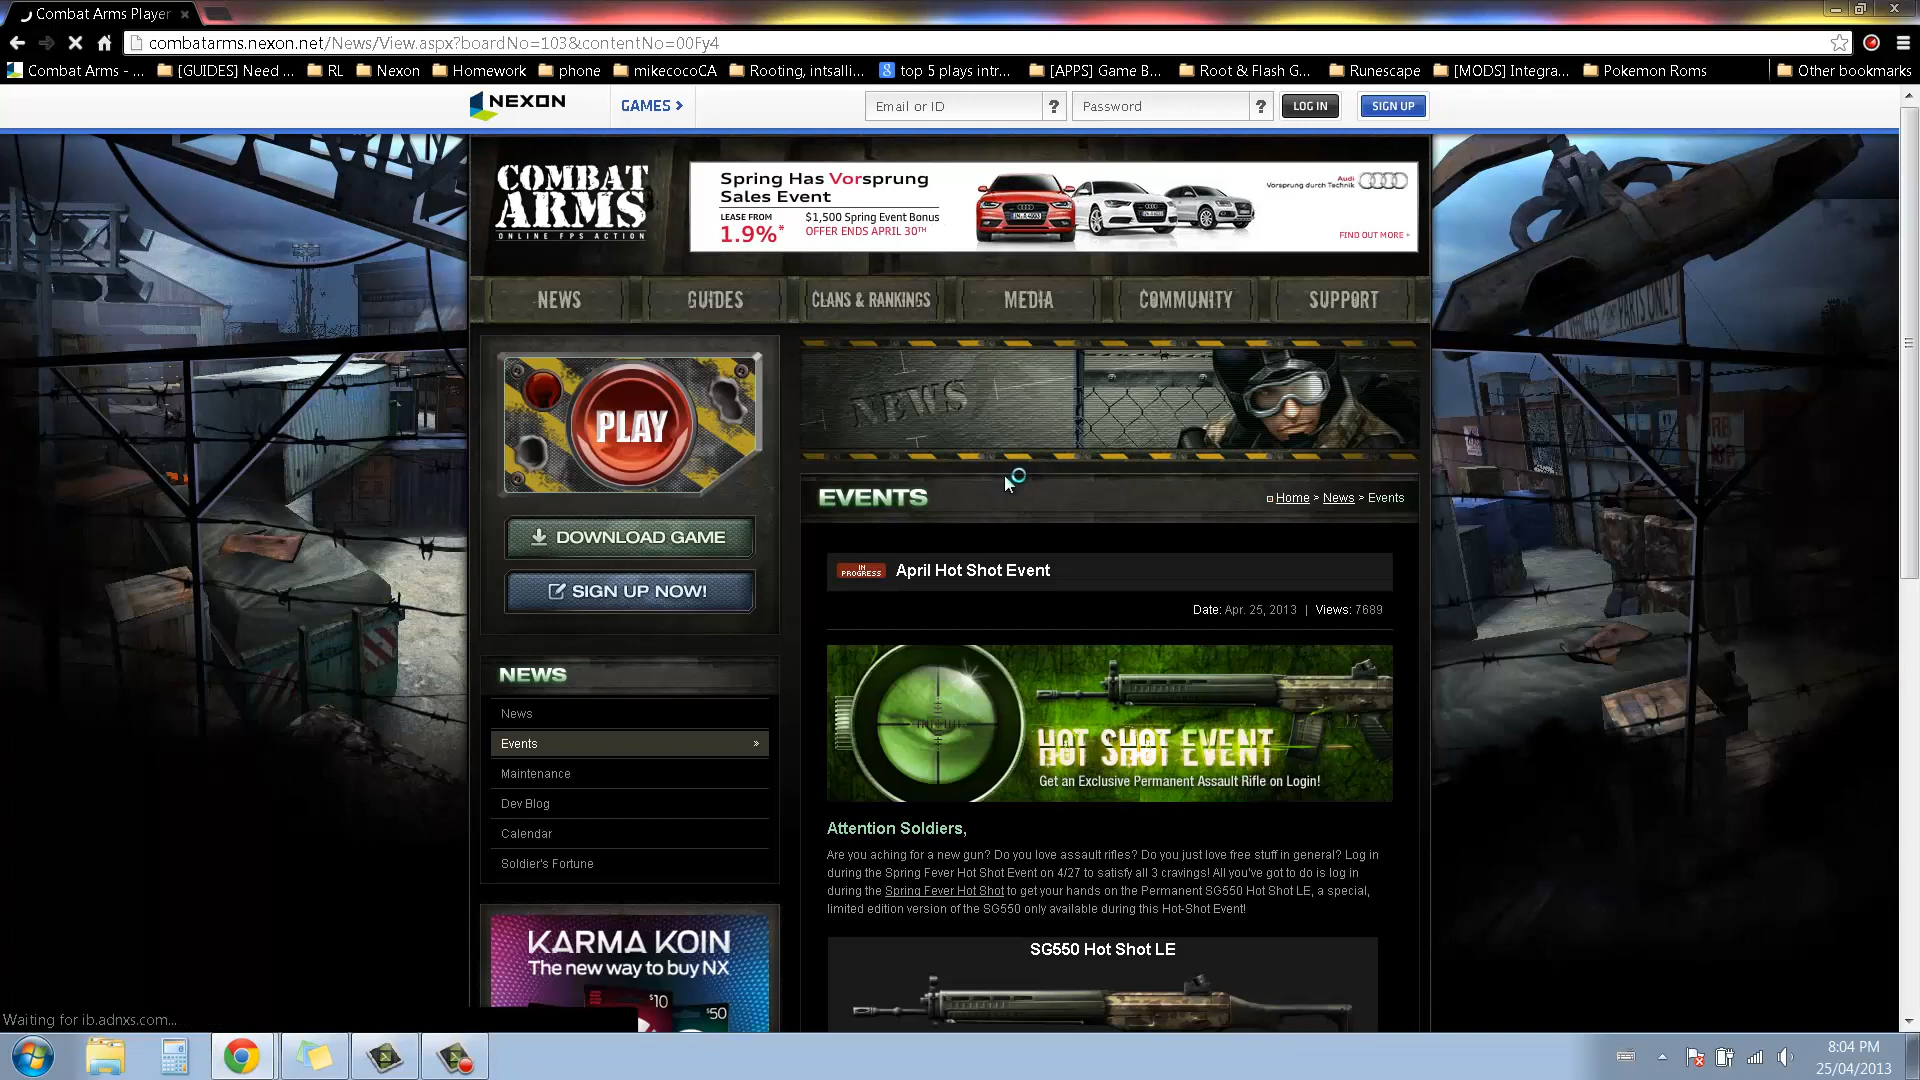 Combat Arms Player
combatarms.nexon.net/News/View.aspx?boardNo=103&contentNo=00Fy4
Combat Arms - ...
[GUIDES] Need ...
RL
Nexon
Homework
phone
mikecocoCA
Rooting, intsalli...
top 5 plays intr...
[APPS] Game B...
Root & Flash G...
Runescape
[MODS] Integra...
Pokemon Roms
Other bookmarks
NEXON
GAMES >
Email or ID
?
Password
?
LOG IN
SIGN UP
COMBAT
ARMS
ONLINE FPS ACTION
Spring Has Vorsprung
Sales Event
LEASE FROM
1.9%*
$1,500 Spring Event Bonus
OFFER ENDS APRIL 30TH
Audi
Vorsprung durch Technik
FIND OUT MORE
NEWS
GUIDES
CLANS & RANKINGS
MEDIA
COMMUNITY
SUPPORT
PLAY
DOWNLOAD GAME
SIGN UP NOW!
NEWS
News
Events »
Maintenance
Dev Blog
Calendar
Soldier's Fortune
KARMA KOIN
The new way to buy NX
$10
$50
NEWS
EVENTS
Home > News > Events
IN PROGRESS
April Hot Shot Event
Date: Apr. 25, 2013 | Views: 7689
HOT SHOT EVENT
Get an Exclusive Permanent Assault Rifle on Login!
Attention Soldiers,
Are you aching for a new gun? Do you love assault rifles? Do you just love free stuff in general? Log in
during the Spring Fever Hot Shot Event on 4/27 to satisfy all 3 cravings! All you've got to do is log in
during the Spring Fever Hot Shot to get your hands on the Permanent SG550 Hot Shot LE, a special,
limited edition version of the SG550 only available during this Hot-Shot Event!
SG550 Hot Shot LE
Waiting for ib.adnxs.com...
8:04 PM
25/04/2013